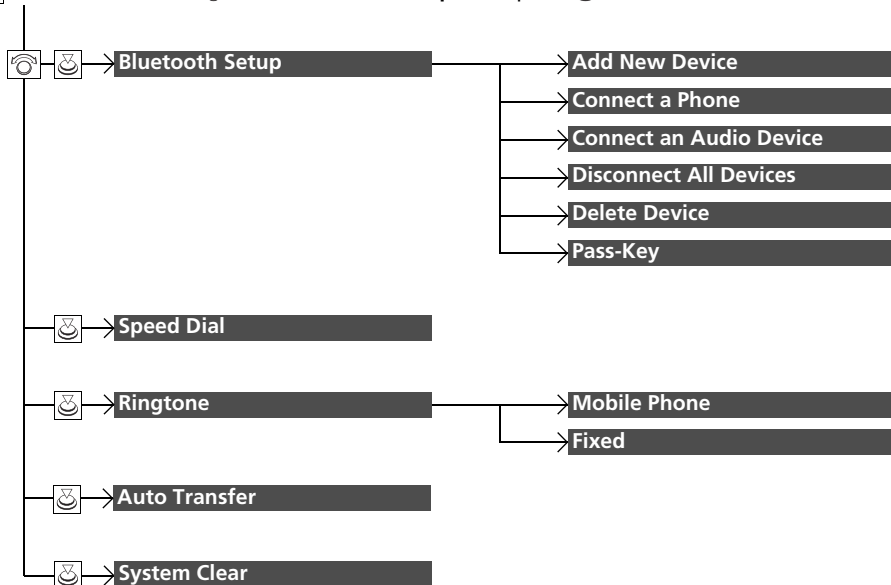 Bluetooth Setup
Add New Device
Connect a Phone
Connect an Audio Device
Disconnect All Devices
Delete Device
Pass-Key
Speed Dial
Ringtone
Mobile Phone
Fixed
Auto Transfer
System Clear